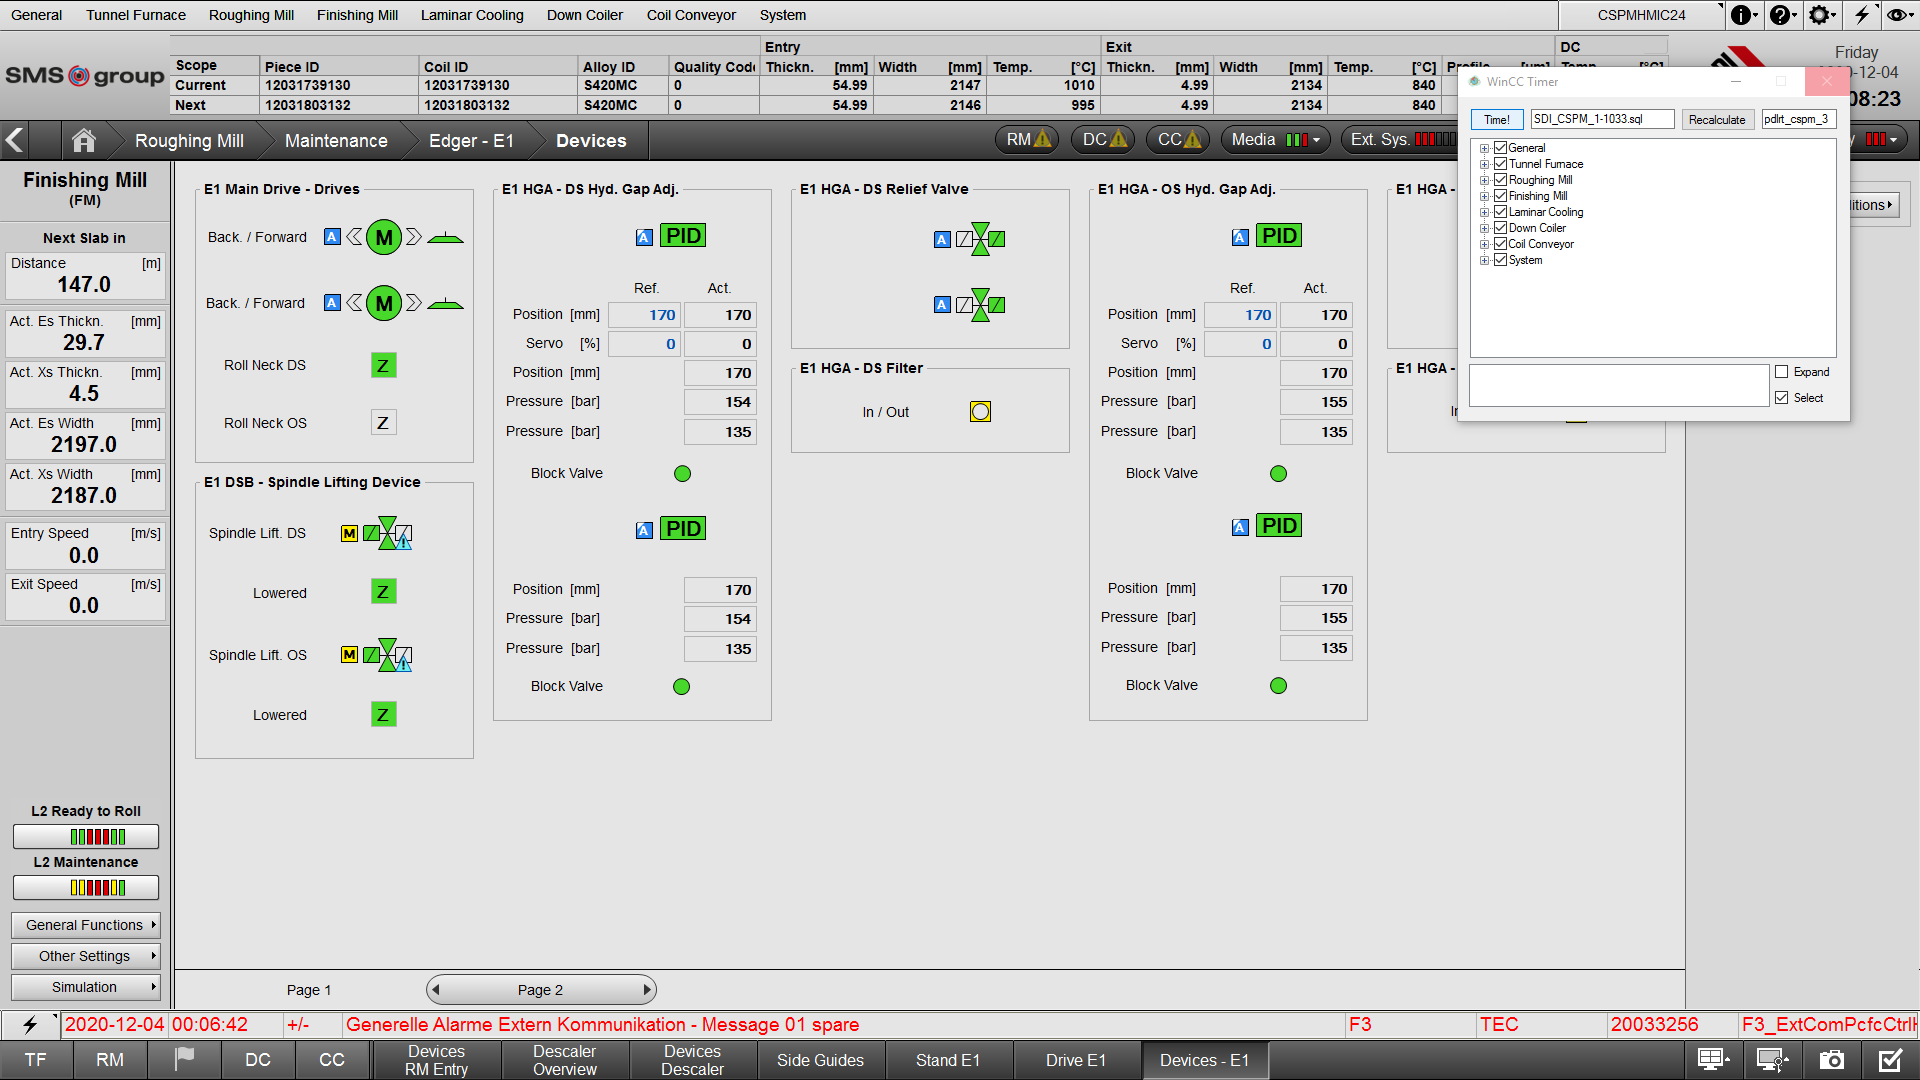 General Tunnel Furnace Roughing Mill Finishing Mill Laminar Cooling Down Coiler Coil Conveyor System CSPMHMIC24
SMS group
Entry Exit DC
Scope Piece ID Coil ID Alloy ID Quality Code Thickn. [mm] Width [mm] Temp. [°C] Thickn. [mm] Width [mm] Temp. [°C]
Current 12031739130 12031739130 S420MC 0 54.99 2147 1010 4.99 2134 840
Next 12031803132 12031803132 S420MC 0 54.99 2146 995 4.99 2134 840
Friday
-12-04
08:23
WinCC Timer
Time! SDI_CSPM_1-1033.sql Recalculate pdlrt_cspm_3
General
Tunnel Furnace
Roughing Mill
Finishing Mill
Laminar Cooling
Down Coiler
Coil Conveyor
System
Expand
Select
Roughing Mill Maintenance Edger - E1 Devices RM DC CC Media Ext. Sys.
itions
Finishing Mill
(FM)
Next Slab in
Distance [m]
147.0
Act. Es Thickn. [mm]
29.7
Act. Xs Thickn. [mm]
4.5
Act. Es Width [mm]
2197.0
Act. Xs Width [mm]
2187.0
Entry Speed [m/s]
0.0
Exit Speed [m/s]
0.0
L2 Ready to Roll
L2 Maintenance
General Functions
Other Settings
Simulation
E1 Main Drive - Drives
Back. / Forward A M
Back. / Forward A M
Roll Neck DS Z
Roll Neck OS Z
E1 DSB - Spindle Lifting Device
Spindle Lift. DS M
Lowered Z
Spindle Lift. OS M
Lowered Z
E1 HGA - DS Hyd. Gap Adj.
A PID
Ref. Act.
Position [mm] 170 170
Servo [%] 0 0
Position [mm] 170
Pressure [bar] 154
Pressure [bar] 135
Block Valve
A PID
Position [mm] 170
Pressure [bar] 154
Pressure [bar] 135
Block Valve
E1 HGA - DS Relief Valve
A
A
E1 HGA - DS Filter
In / Out
E1 HGA - OS Hyd. Gap Adj.
A PID
Ref. Act.
Position [mm] 170 170
Servo [%] 0 0
Position [mm] 170
Pressure [bar] 155
Pressure [bar] 135
Block Valve
A PID
Position [mm] 170
Pressure [bar] 155
Pressure [bar] 135
Block Valve
E1 HGA -
E1 HGA -
Page 1 Page 2
2020-12-04 00:06:42 +/- Generelle Alarme Extern Kommunikation - Message 01 spare F3 TEC 20033256 F3_ExtComPcfcCtrl
TF RM DC CC
Devices
RM Entry
Descaler
Overview
Devices
Descaler
Side Guides Stand E1 Drive E1 Devices - E1